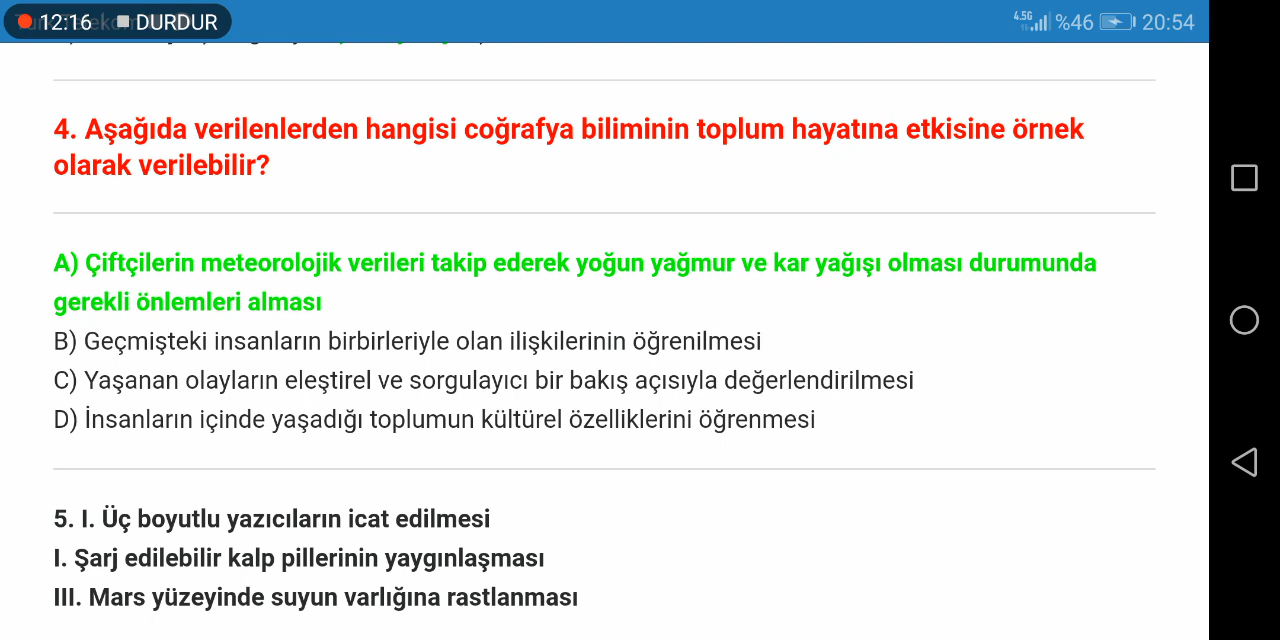 12:16 DURDUR
4.5G %46 20:54
4. Aşağıda verilenlerden hangisi coğrafya biliminin toplum hayatına etkisine örnek
olarak verilebilir?
A) Çiftçilerin meteorolojik verileri takip ederek yoğun yağmur ve kar yağışı olması durumunda
gerekli önlemleri alması
B) Geçmişteki insanların birbirleriyle olan ilişkilerinin öğrenilmesi
C) Yaşanan olayların eleştirel ve sorgulayıcı bir bakış açısıyla değerlendirilmesi
D) İnsanların içinde yaşadığı toplumun kültürel özelliklerini öğrenmesi
5. I. Üç boyutlu yazıcıların icat edilmesi
I. Şarj edilebilir kalp pillerinin yaygınlaşması
III. Mars yüzeyinde suyun varlığına rastlanması